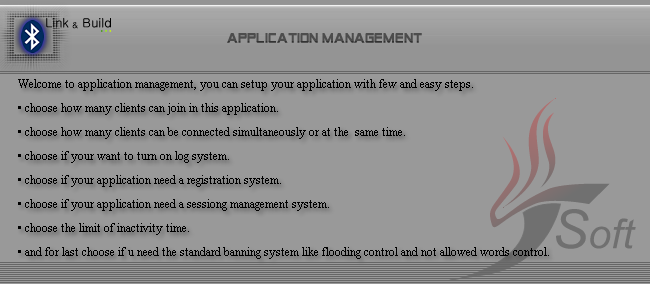 Link & Build
APPLICATION MANAGEMENT
Welcome to application management, you can setup your application with few and easy steps.
• choose how many clients can join in this application.
• choose how many clients can be connected simultaneously or at the same time.
• choose if your want to turn on log system.
• choose if your application need a registration system.
• choose if your application need a sessiong management system.
• choose the limit of inactivity time.
• and for last choose if u need the standard banning system like flooding control and not allowed words control.
Soft